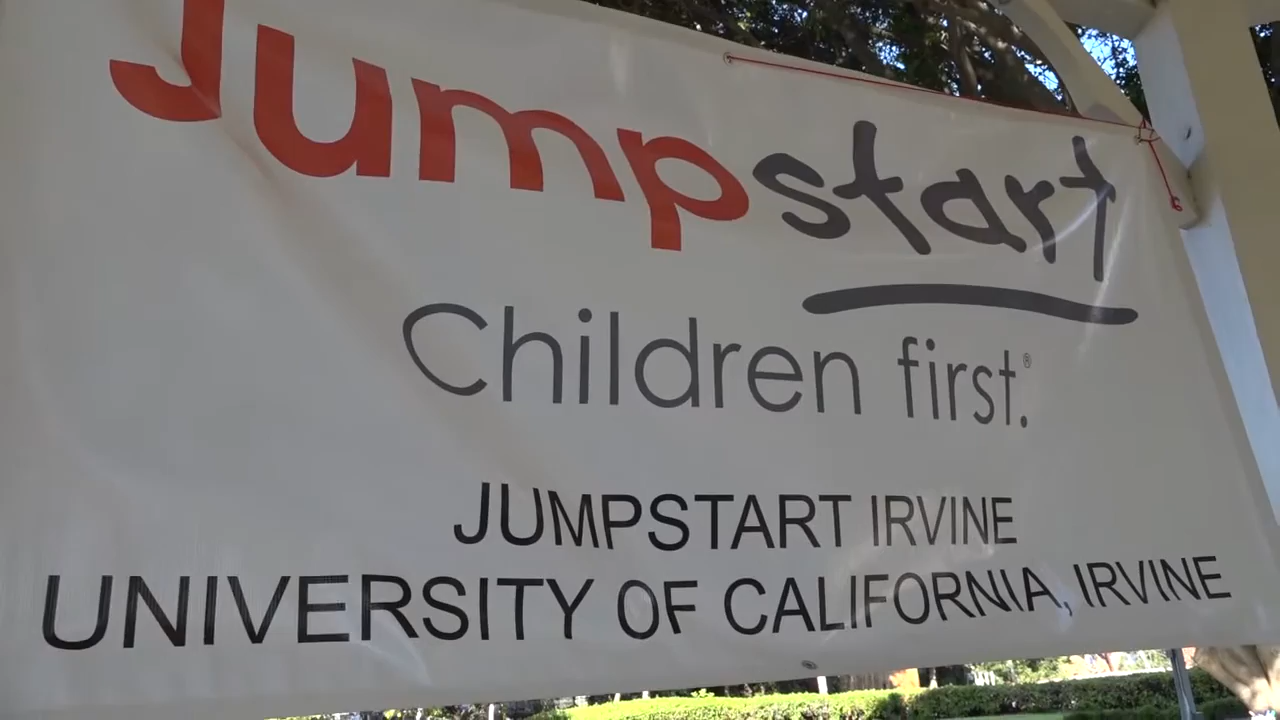 Jumpstart
Children first.®
JUMPSTART IRVINE
UNIVERSITY OF CALIFORNIA, IRVINE